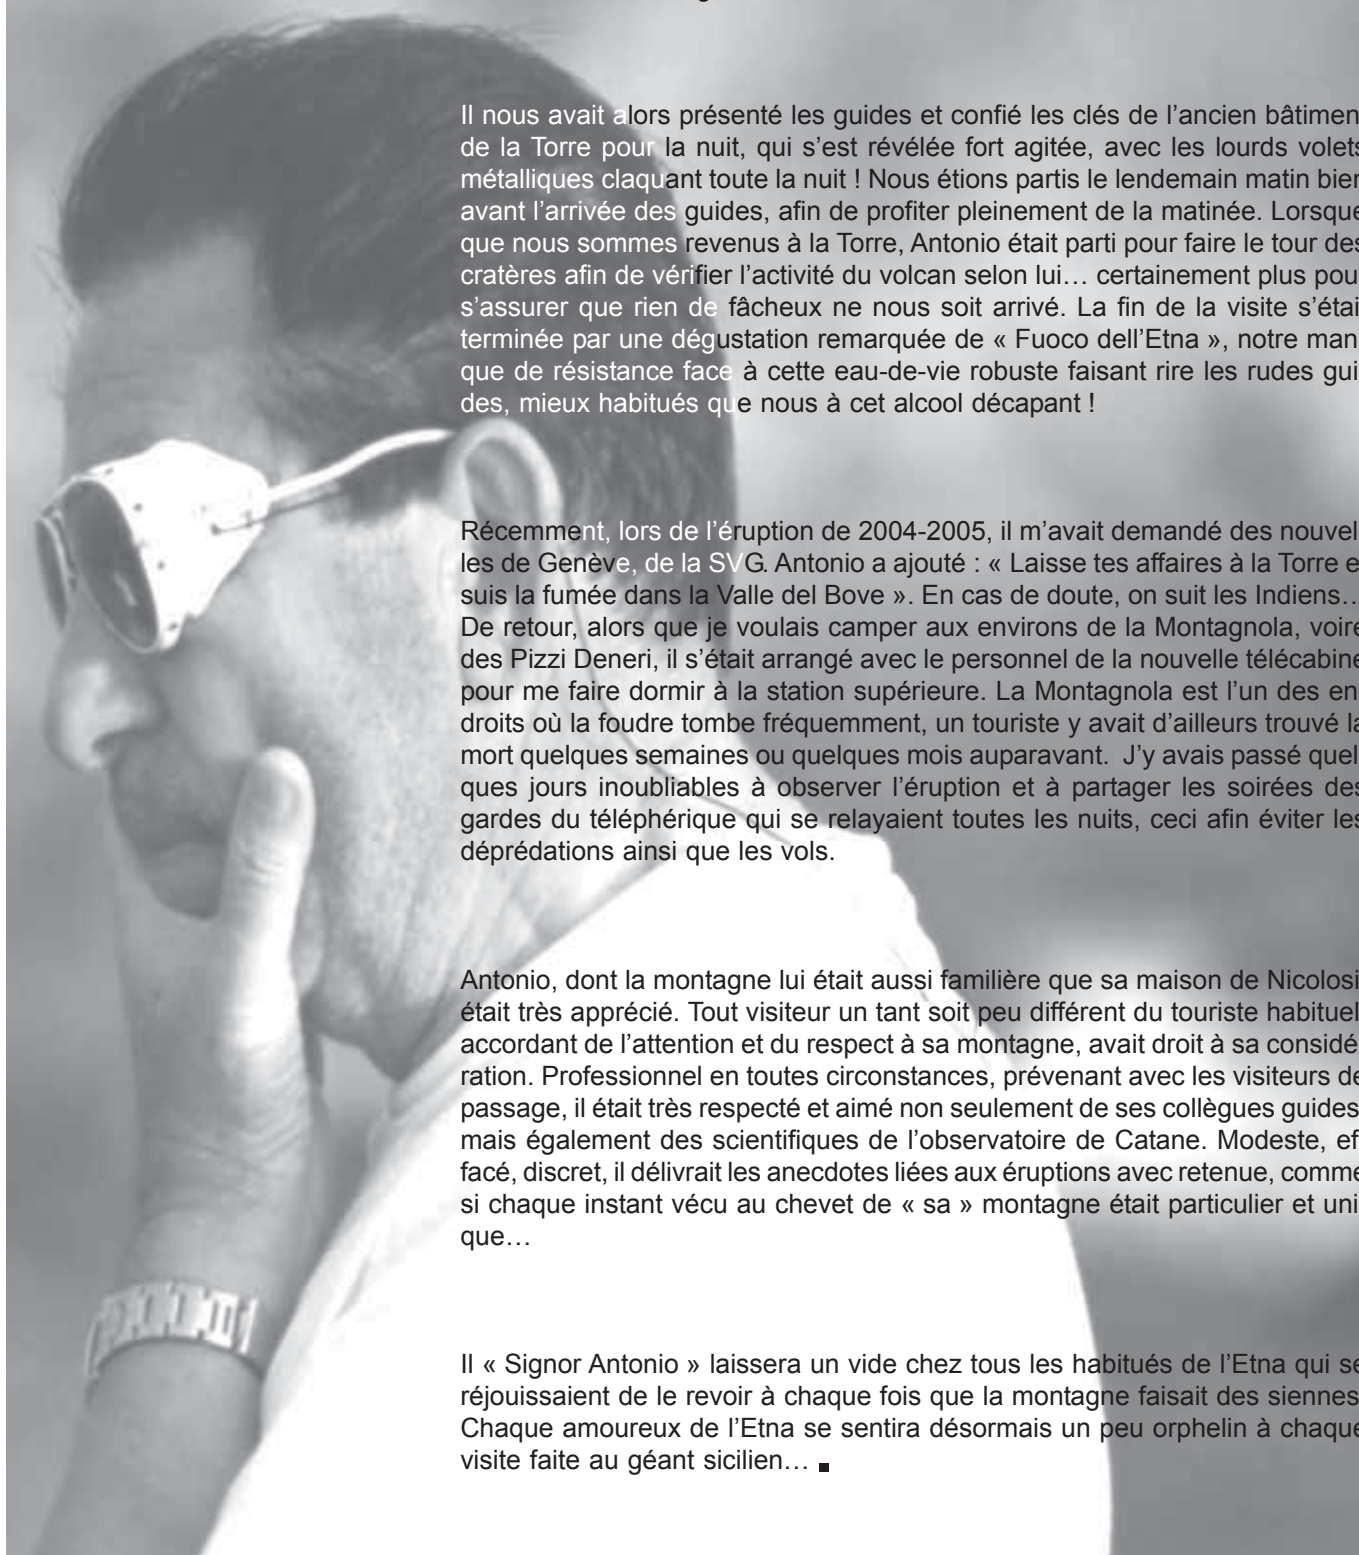 Il nous avait alors présenté les guides et confié les clés de l’ancien bâtimen
de la Torre pour la nuit, qui s’est révélée fort agitée, avec les lourds volets
métalliques claquant toute la nuit ! Nous étions partis le lendemain matin bien
avant l’arrivée des guides, afin de profiter pleinement de la matinée. Lorsque
que nous sommes revenus à la Torre, Antonio était parti pour faire le tour des
cratères afin de vérifier l’activité du volcan selon lui… certainement plus pou
s’assurer que rien de fâcheux ne nous soit arrivé. La fin de la visite s’étai
terminée par une dégustation remarquée de « Fuoco dell’Etna », notre man
que de résistance face à cette eau-de-vie robuste faisant rire les rudes gui
des, mieux habitués que nous à cet alcool décapant !
Récemment, lors de l’éruption de 2004-2005, il m’avait demandé des nouvel
les de Genève, de la SVG. Antonio a ajouté : « Laisse tes affaires à la Torre e
suis la fumée dans la Valle del Bove ». En cas de doute, on suit les Indiens…
De retour, alors que je voulais camper aux environs de la Montagnola, voire
des Pizzi Deneri, il s’était arrangé avec le personnel de la nouvelle télécabine
pour me faire dormir à la station supérieure. La Montagnola est l’un des en
droits où la foudre tombe fréquemment, un touriste y avait d’ailleurs trouvé la
mort quelques semaines ou quelques mois auparavant. J’y avais passé quel
ques jours inoubliables à observer l’éruption et à partager les soirées des
gardes du téléphérique qui se relayaient toutes les nuits, ceci afin éviter les
déprédations ainsi que les vols.
Antonio, dont la montagne lui était aussi familière que sa maison de Nicolosi
était très apprécié. Tout visiteur un tant soit peu différent du touriste habituel
accordant de l’attention et du respect à sa montagne, avait droit à sa considé
ration. Professionnel en toutes circonstances, prévenant avec les visiteurs de
passage, il était très respecté et aimé non seulement de ses collègues guides
mais également des scientifiques de l’observatoire de Catane. Modeste, ef
facé, discret, il délivrait les anecdotes liées aux éruptions avec retenue, comme
si chaque instant vécu au chevet de « sa » montagne était particulier et uni
que…
Il « Signor Antonio » laissera un vide chez tous les habitués de l’Etna qui se
réjouissaient de le revoir à chaque fois que la montagne faisait des siennes
Chaque amoureux de l’Etna se sentira désormais un peu orphelin à chaque
visite faite au géant sicilien… ■